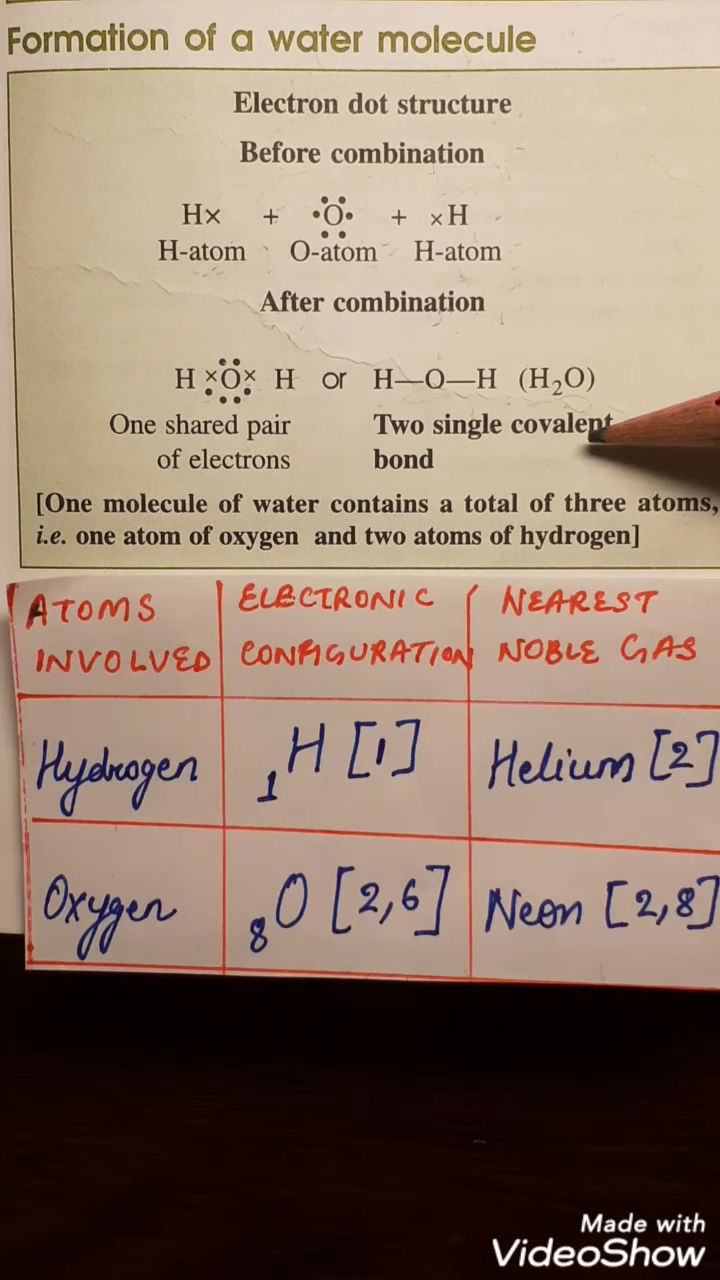 Formation of a water molecule
Electron dot structure
Before combination
H× + •Ö• + ×H
H-atom O-atom H-atom
After combination
H ×Ö× H or H—O—H (H₂O)
One shared pair Two single covalent
of electrons bond
[One molecule of water contains a total of three atoms,
i.e. one atom of oxygen and two atoms of hydrogen]
ATOMS ELECTRONIC NEAREST
INVOLVED CONFIGURATION NOBLE GAS
Hydrogen ₁H [1] Helium [2]
Oxygen ₈O [2,6] Neon [2,8]
Made with
VideoShow